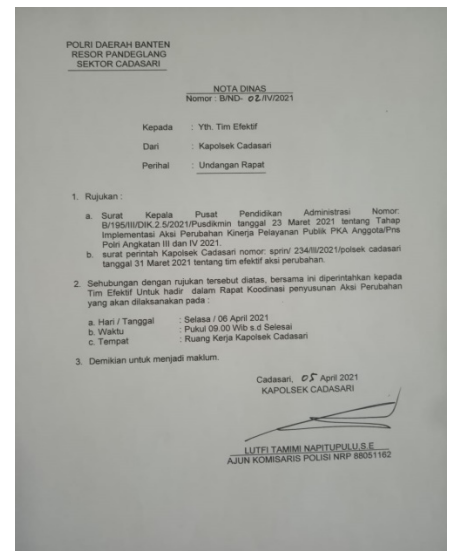 POLRI DAERAH BANTEN
RESOR PANDEGLANG
SEKTOR CADASARI
NOTA DINAS
Nomor : B/ND- 02/IV/2021
Kepada : Yth. Tim Efektif
Dari : Kapolsek Cadasari
Perihal : Undangan Rapat
1. Rujukan :
a. Surat Kepala Pusat Pendidikan Administrasi Nomor:
B/195/III/DIK.2.5/2021/Pusdikmin tanggal 23 Maret 2021 tentang Tahap
Implementasi Aksi Perubahan Kinerja Pelayanan Publik PKA Anggota/Pns
Polri Angkatan III dan IV 2021.
b. surat perintah Kapolsek Cadasari nomor: sprin/ 234/III/2021/polsek cadasari
tanggal 31 Maret 2021 tentang tim efektif aksi perubahan.
2. Sehubungan dengan rujukan tersebut diatas, bersama ini diperintahkan kepada
Tim Efektif Untuk hadir dalam Rapat Koodinasi penyusunan Aksi Perubahan
yang akan dilaksanakan pada :
a. Hari / Tanggal : Selasa / 06 April 2021
b. Waktu : Pukul 09.00 Wib s.d Selesai
c. Tempat : Ruang Kerja Kapolsek Cadasari
3. Demikian untuk menjadi maklum.
Cadasari, 05 April 2021
KAPOLSEK CADASARI
LUTFI TAMIMI NAPITUPULU,S.E
AJUN KOMISARIS POLISI NRP 88051162